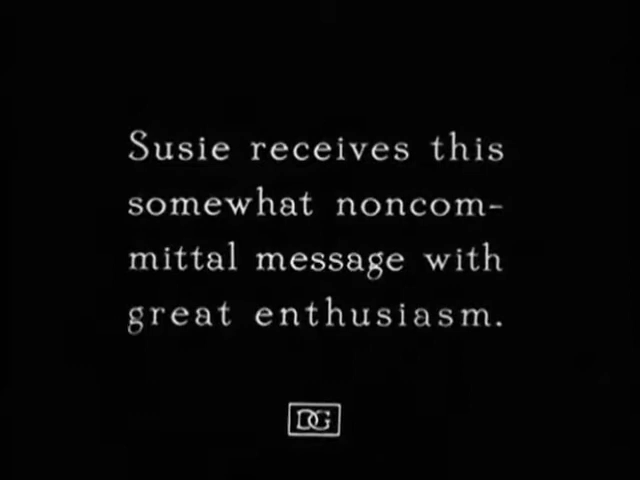 Susie receives this
somewhat noncom-
mittal message with
great enthusiasm.
DG